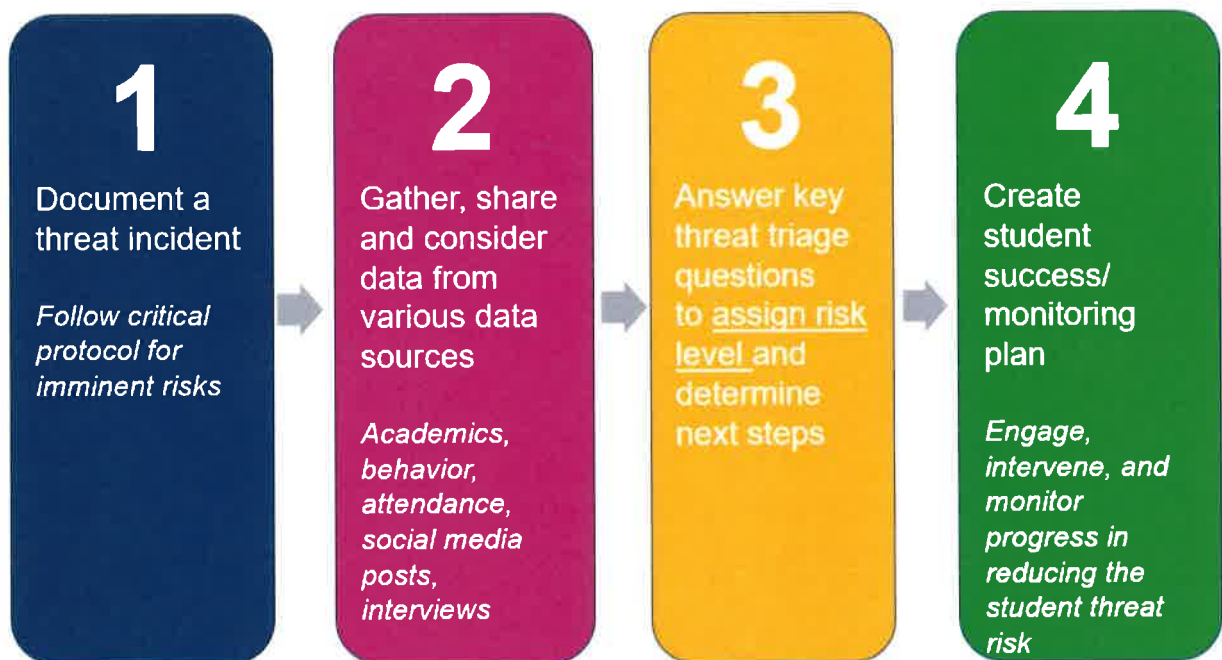 1
Document a
threat incident
Follow critical
protocol for
imminent risks
2
Gather, share
and consider
data from
various data
sources
Academics,
behavior,
attendance,
social media
posts,
interviews
3
Answer key
threat triage
questions
to assign risk
level and
determine
next steps
4
Create
student
success/
monitoring
plan
Engage,
intervene, and
monitor
progress in
reducing the
student threat
risk